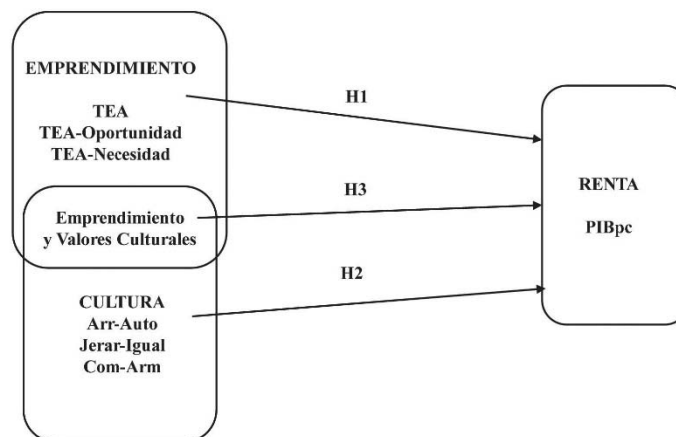 EMPRENDIMIENTO
TEA
TEA-Oportunidad
TEA-Necesidad
H1
Emprendimiento
y Valores Culturales
H3
RENTA
PIBpc
H2
CULTURA
Arr-Auto
Jerar-Igual
Com-Arm